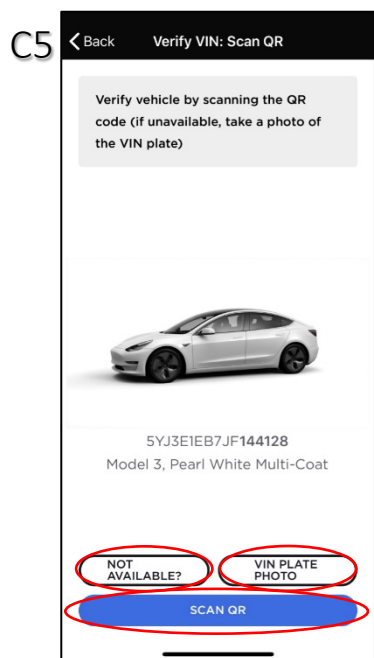 C5
Back Verify VIN: Scan QR
Verify vehicle by scanning the QR
code (if unavailable, take a photo of
the VIN plate)
5YJ3E1EB7JF144128
Model 3, Pearl White Multi-Coat
NOT
AVAILABLE?
VIN PLATE
PHOTO
SCAN QR